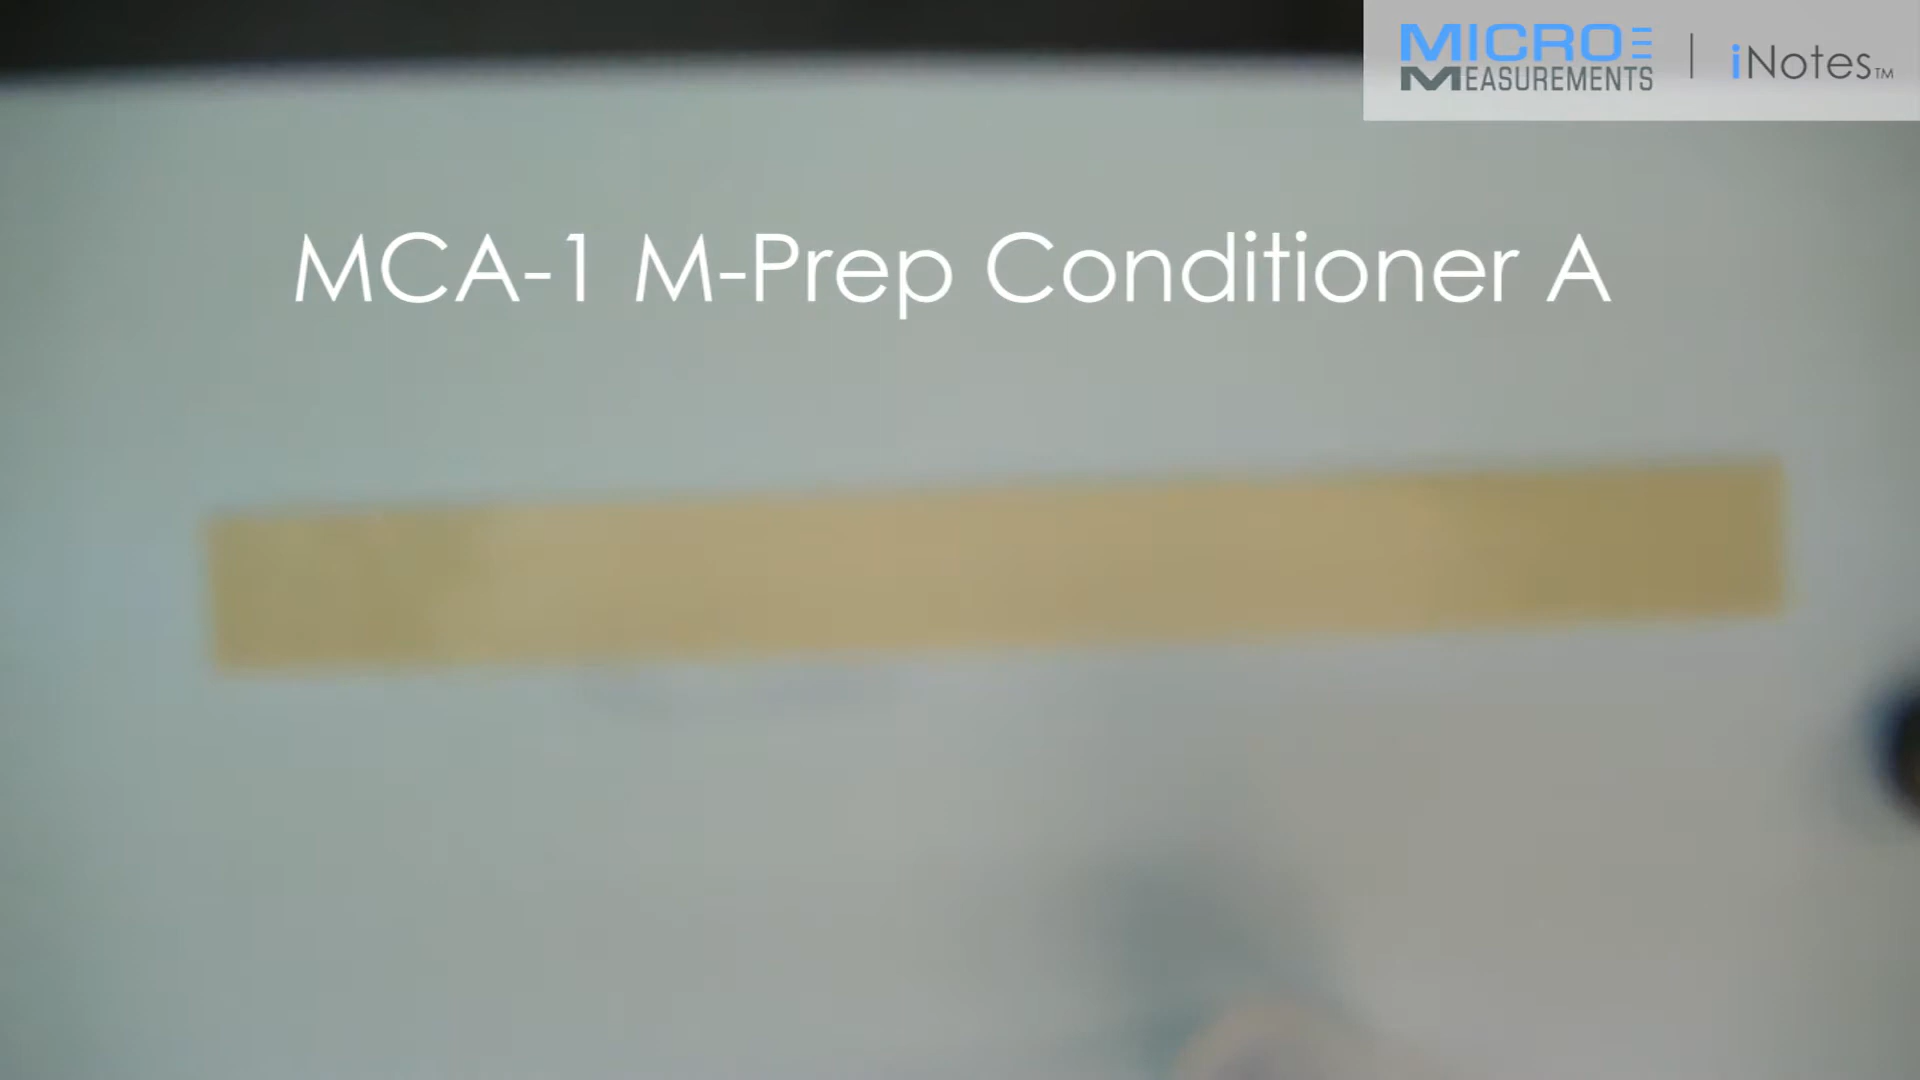 MICRO
MEASUREMENTS
iNotes™
MCA-1 M-Prep Conditioner A